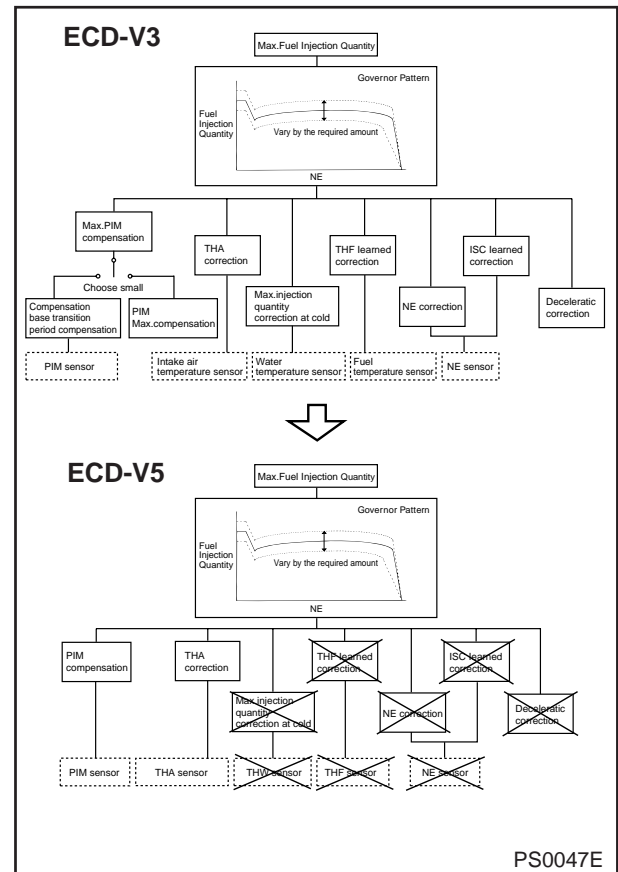 ECD-V3
Max.Fuel Injection Quantity
Governor Pattern
Fuel
Injection
Quantity
Vary by the required amount
NE
Max.PIM
compensation
THA
correction
THF learned
correction
ISC learned
correction
Choose small
Compensation
base transition
period compensation
PIM
Max.compensation
Max.injection
quantity
correction at cold
NE correction
Deceleratic
correction
PIM sensor
Intake air
temperature sensor
Water
temperature sensor
Fuel
temperature sensor
NE sensor
ECD-V5
Max.Fuel Injection Quantity
Governor Pattern
Fuel
Injection
Quantity
Vary by the required amount
NE
PIM
compensation
THA
correction
THF learned
correction
ISC learned
correction
Max.injection
quantity
correction at cold
NE correction
Deceleratic
correction
PIM sensor
THA sensor
THW sensor
THF sensor
NE sensor
PS0047E